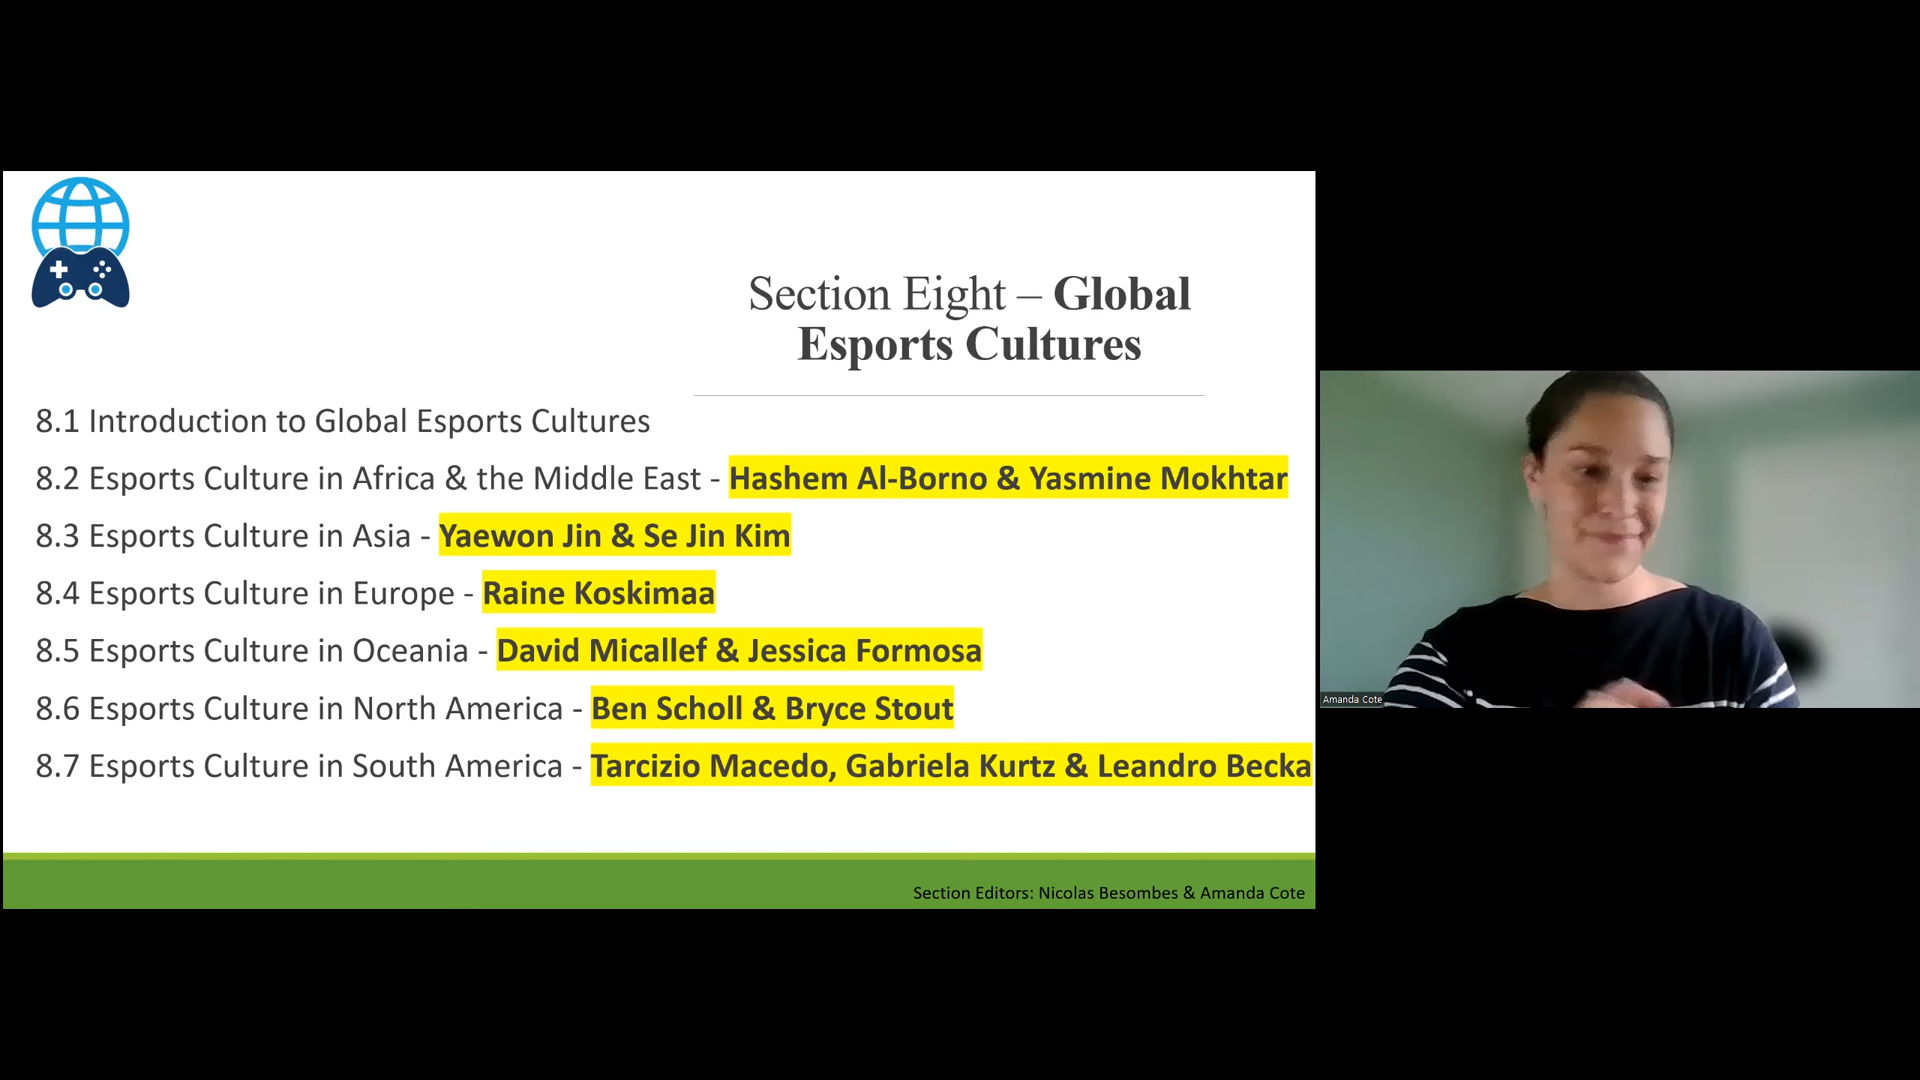 Section Eight – Global
Esports Cultures
8.1 Introduction to Global Esports Cultures
8.2 Esports Culture in Africa & the Middle East - Hashem Al-Borno & Yasmine Mokhtar
8.3 Esports Culture in Asia - Yaewon Jin & Se Jin Kim
8.4 Esports Culture in Europe - Raine Koskimaa
8.5 Esports Culture in Oceania - David Micallef & Jessica Formosa
8.6 Esports Culture in North America - Ben Scholl & Bryce Stout
8.7 Esports Culture in South America - Tarcizio Macedo, Gabriela Kurtz & Leandro Becka
Section Editors: Nicolas Besombes & Amanda Cote
Amanda Cote